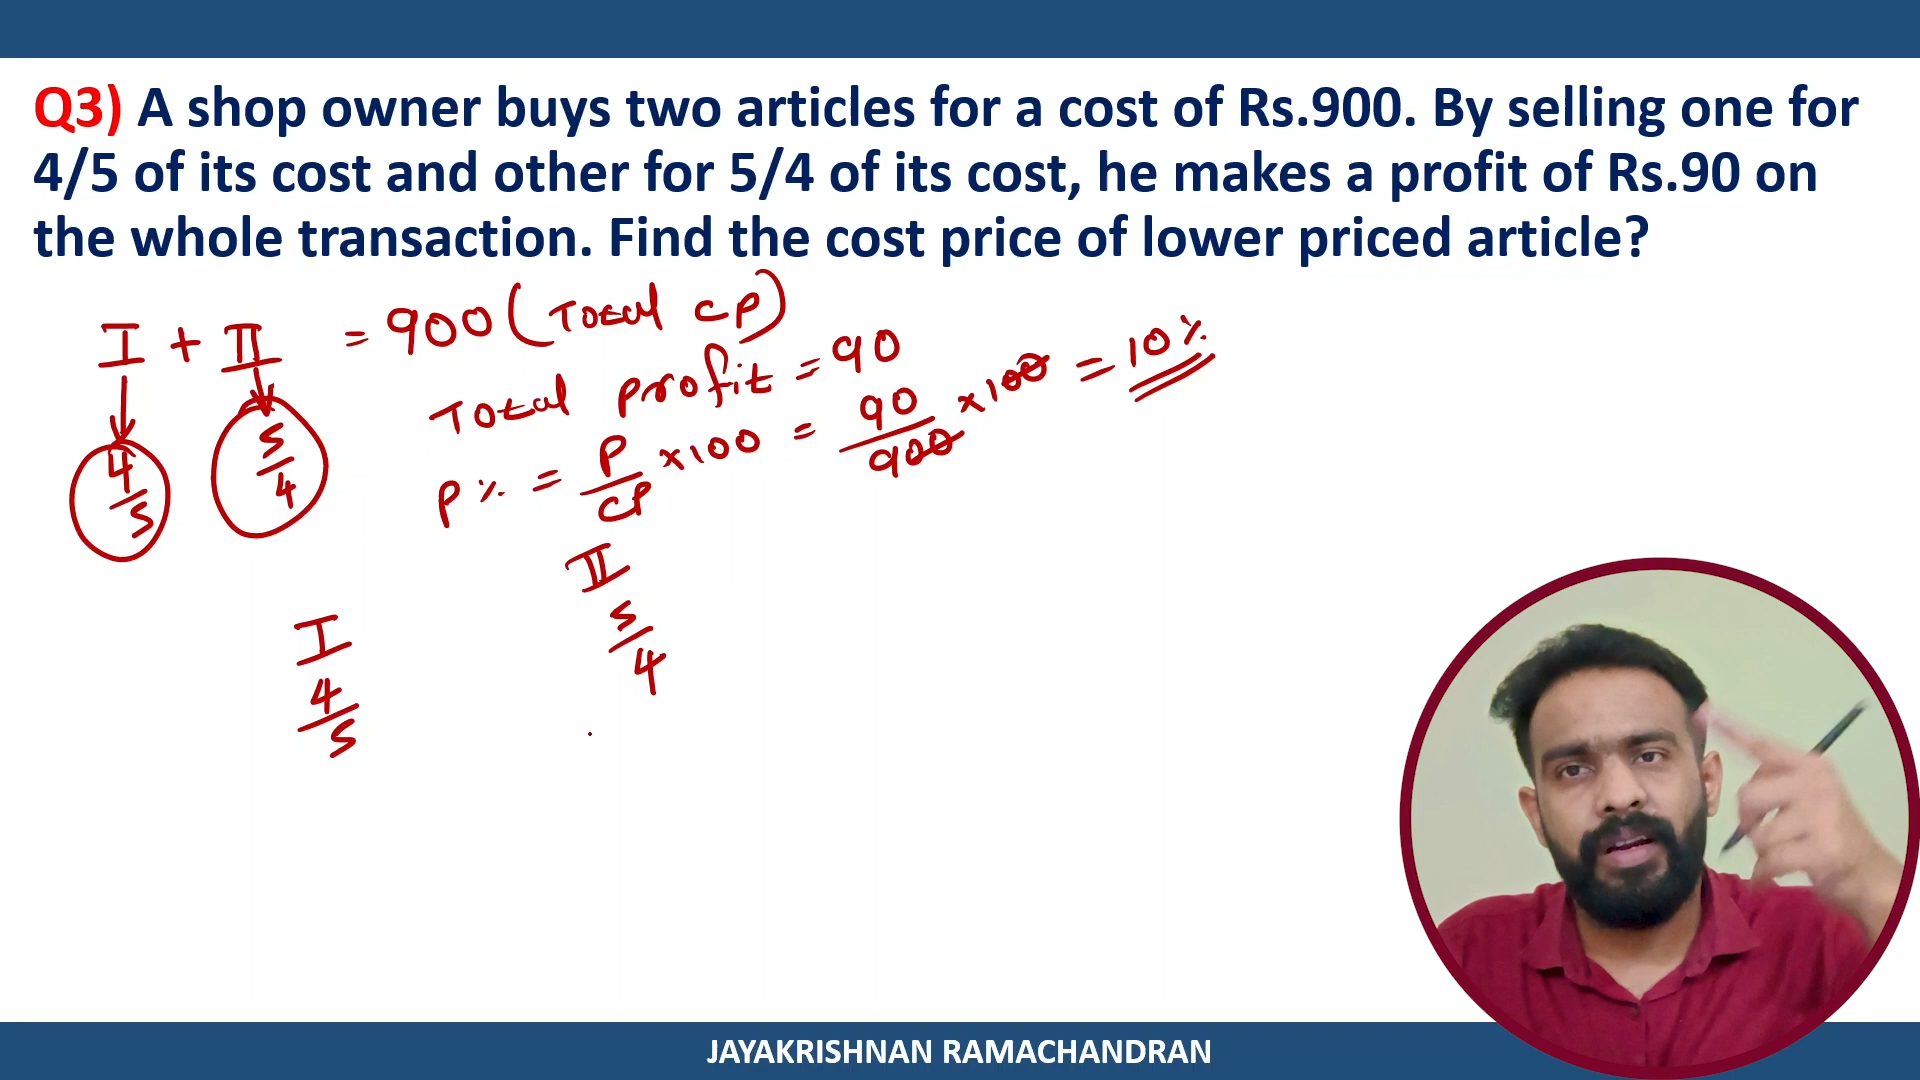 Q3) A shop owner buys two articles for a cost of Rs.900. By selling one for
4/5 of its cost and other for 5/4 of its cost, he makes a profit of Rs.90 on
the whole transaction. Find the cost price of lower priced article?
I + II = 900 (Total CP)
4/5 5/4
Total profit = 90
P% = P/CP ×100 = 90/900 ×100 = 10%
I II
4/5 5/4
JAYAKRISHNAN RAMACHANDRAN